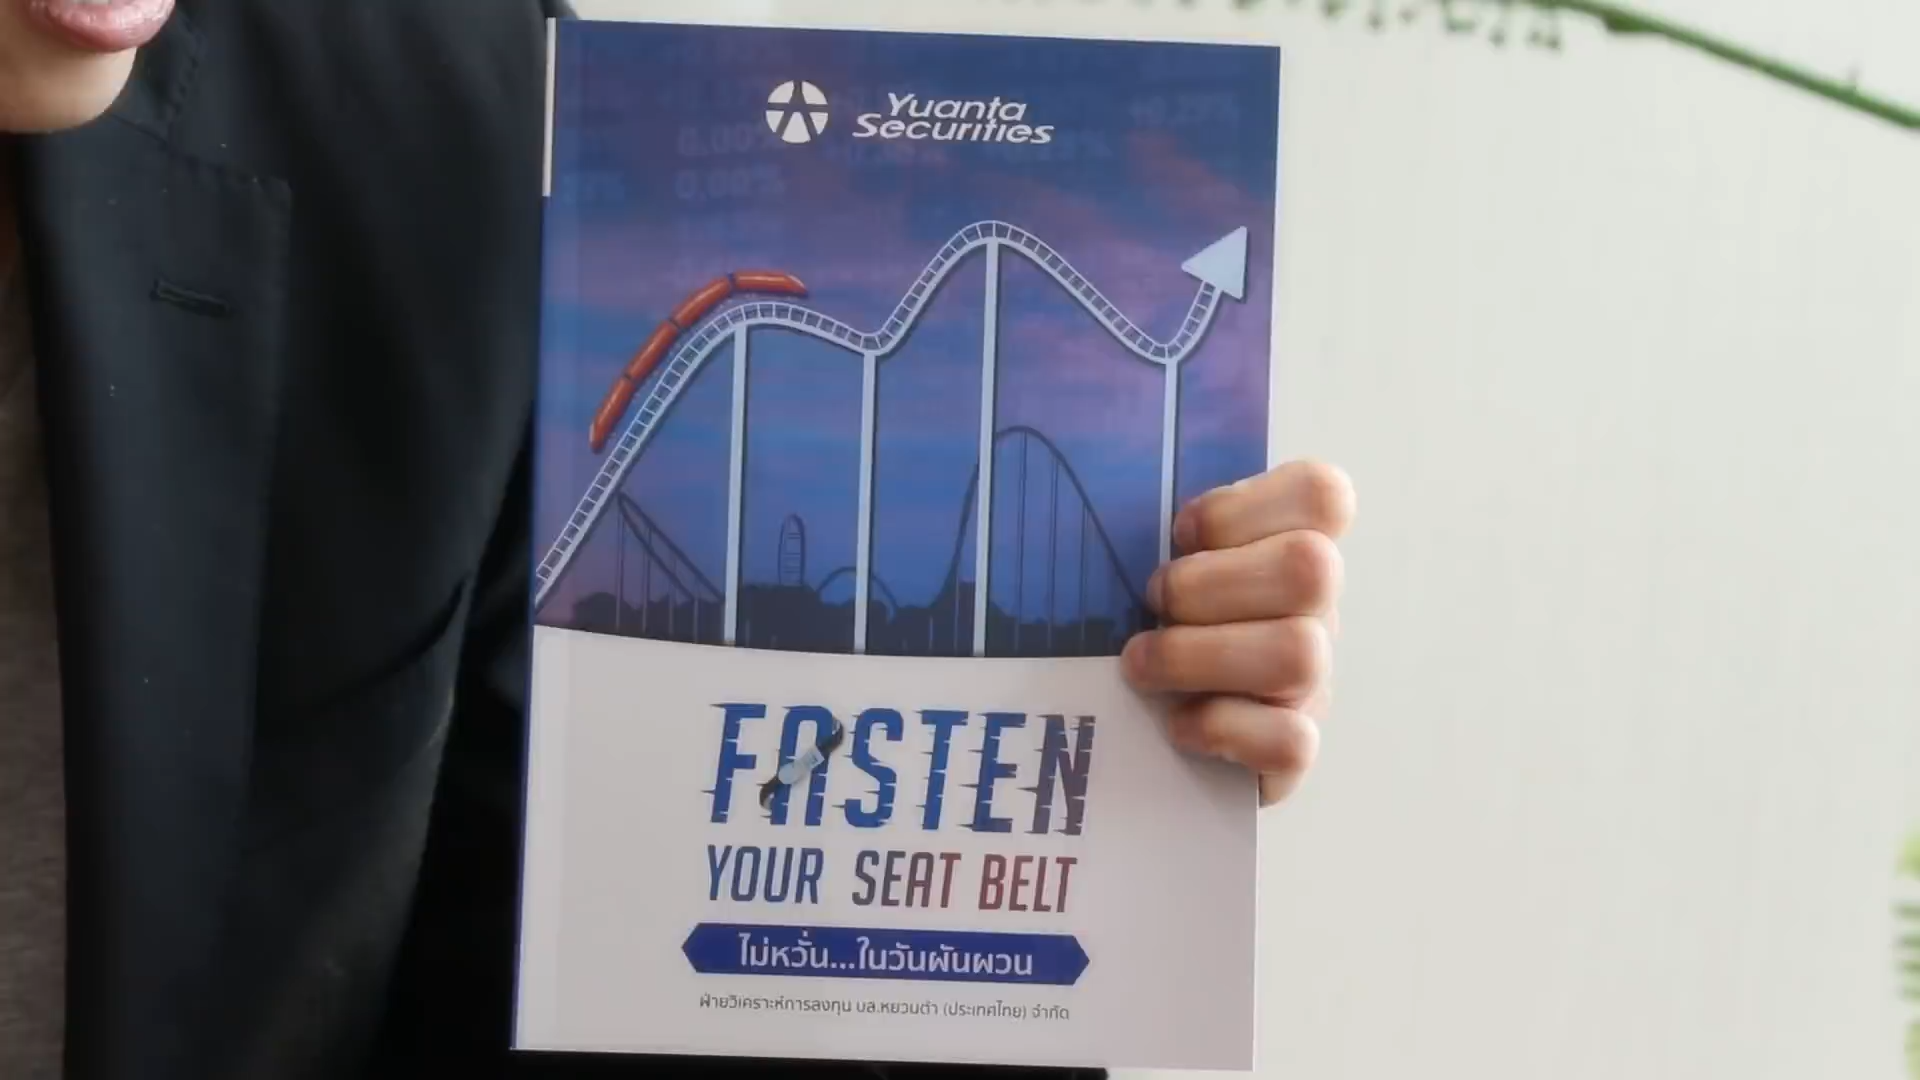 Yuanta
Securities
FASTEN
YOUR SEAT BELT
ไม่หวั่น...ในวันผันผวน
ฝ่ายวิเคราะห์การลงทุน บล.หยวนต้า (ประเทศไทย) จำกัด